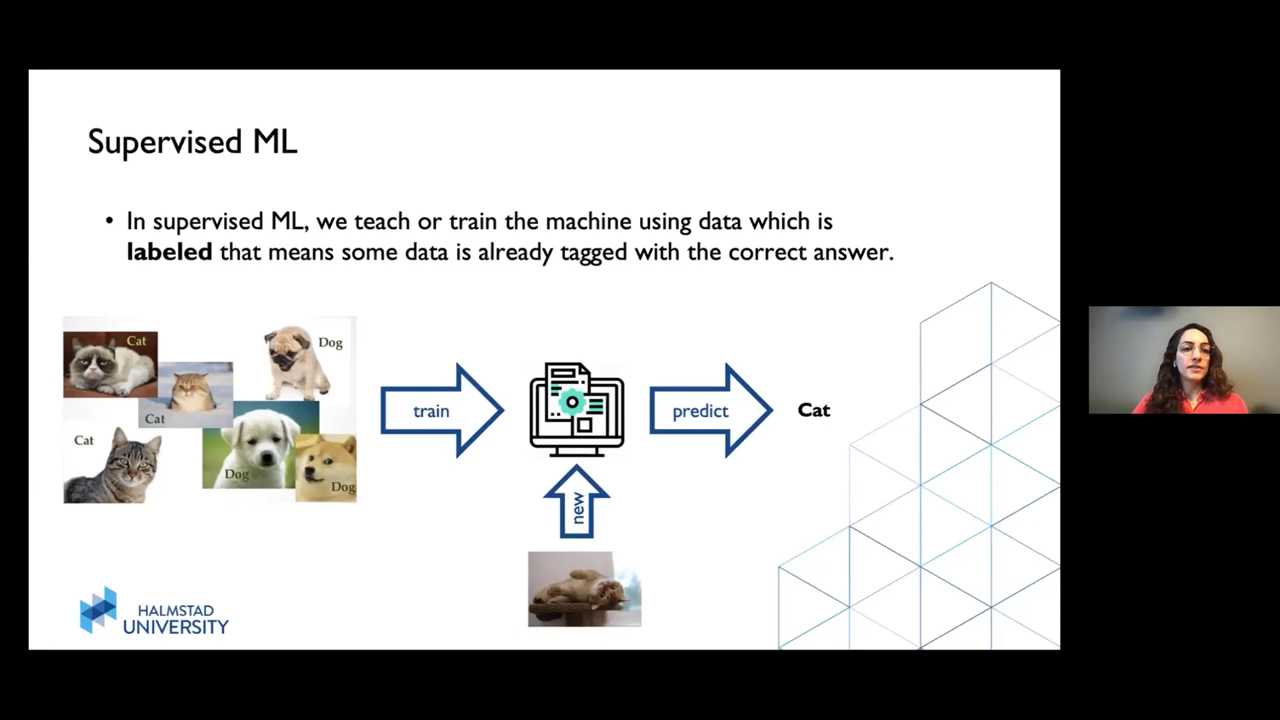 Supervised ML
• In supervised ML, we teach or train the machine using data which is
labeled that means some data is already tagged with the correct answer.
Cat
Dog
Cat
Cat
Dog
Dog
train
predict
Cat
new
HALMSTAD
UNIVERSITY